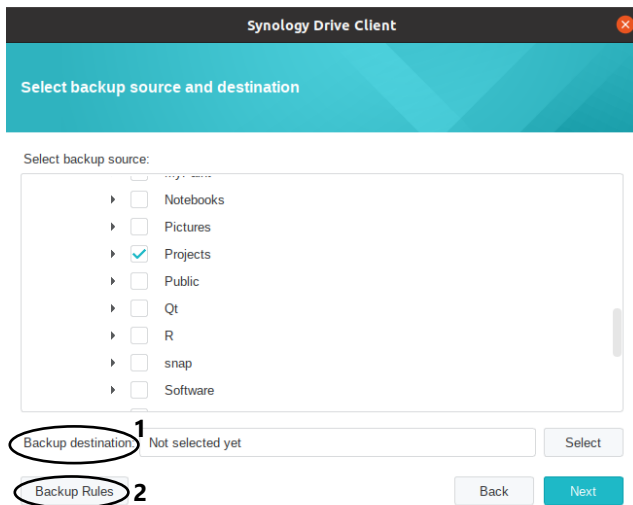 Synology Drive Client
Select backup source and destination
Select backup source:
Notebooks
Pictures
Projects
Public
Qt
R
snap
Software
1
Backup destination: Not selected yet Select
Backup Rules 2 Back Next